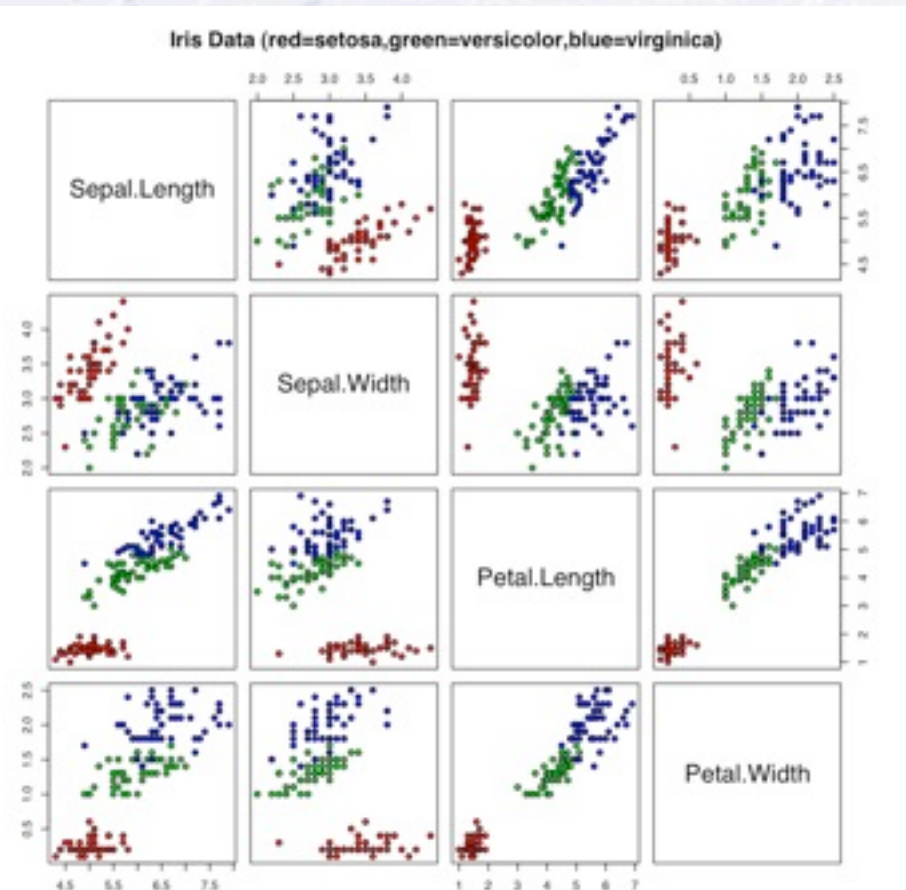 Iris Data (red=setosa,green=versicolor,blue=virginica)
2.0 2.5 3.0 3.5 4.0
0.5 1.0 1.5 2.0 2.5
Sepal.Length
4.5 5.5 6.5 7.5
2.0 2.5 3.0 3.5 4.0
Sepal.Width
Petal.Length
1 2 3 4 5 6 7
0.5 1.0 1.5 2.0 2.5
Petal.Width
4.5 5.5 6.5 7.5
1 2 3 4 5 6 7